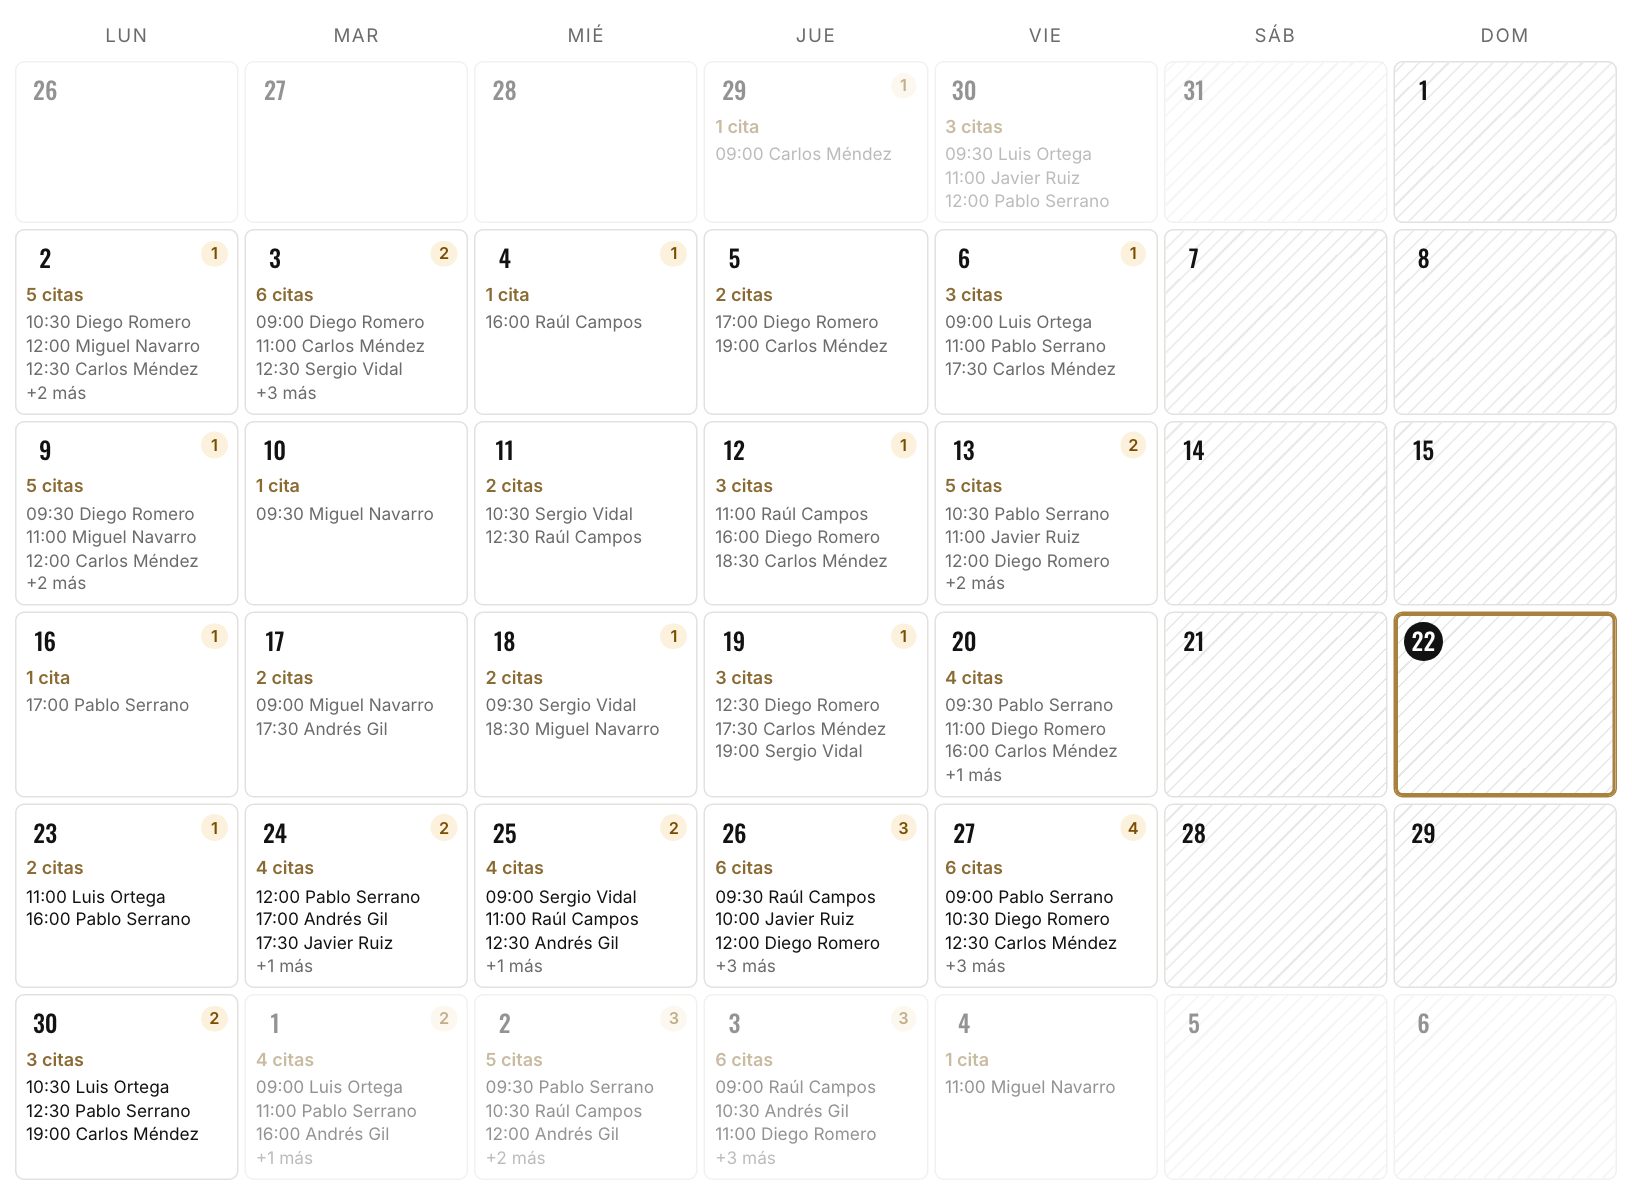 LUN MAR MIÉ JUE VIE SÁB DOM
26
27
28
29 1
1 cita
09:00 Carlos Méndez
30
3 citas
09:30 Luis Ortega
11:00 Javier Ruiz
12:00 Pablo Serrano
31
1
2 1
5 citas
10:30 Diego Romero
12:00 Miguel Navarro
12:30 Carlos Méndez
+2 más
3 2
6 citas
09:00 Diego Romero
11:00 Carlos Méndez
12:30 Sergio Vidal
+3 más
4 1
1 cita
16:00 Raúl Campos
5
2 citas
17:00 Diego Romero
19:00 Carlos Méndez
6 1
3 citas
09:00 Luis Ortega
11:00 Pablo Serrano
17:30 Carlos Méndez
7
8
9 1
5 citas
09:30 Diego Romero
11:00 Miguel Navarro
12:00 Carlos Méndez
+2 más
10
1 cita
09:30 Miguel Navarro
11
2 citas
10:30 Sergio Vidal
12:30 Raúl Campos
12 1
3 citas
11:00 Raúl Campos
16:00 Diego Romero
18:30 Carlos Méndez
13 2
5 citas
10:30 Pablo Serrano
11:00 Javier Ruiz
12:00 Diego Romero
+2 más
14
15
16 1
1 cita
17:00 Pablo Serrano
17
2 citas
09:00 Miguel Navarro
17:30 Andrés Gil
18 1
2 citas
09:30 Sergio Vidal
18:30 Miguel Navarro
19 1
3 citas
12:30 Diego Romero
17:30 Carlos Méndez
19:00 Sergio Vidal
20
4 citas
09:30 Pablo Serrano
11:00 Diego Romero
16:00 Carlos Méndez
+1 más
21
22
23 1
2 citas
11:00 Luis Ortega
16:00 Pablo Serrano
24 2
4 citas
12:00 Pablo Serrano
17:00 Andrés Gil
17:30 Javier Ruiz
+1 más
25 2
4 citas
09:00 Sergio Vidal
11:00 Raúl Campos
12:30 Andrés Gil
+1 más
26 3
6 citas
09:30 Raúl Campos
10:00 Javier Ruiz
12:00 Diego Romero
+3 más
27 4
6 citas
09:00 Pablo Serrano
10:30 Diego Romero
12:30 Carlos Méndez
+3 más
28
29
30 2
3 citas
10:30 Luis Ortega
12:30 Pablo Serrano
19:00 Carlos Méndez
1 2
4 citas
09:00 Luis Ortega
11:00 Pablo Serrano
16:00 Andrés Gil
+1 más
2 3
5 citas
09:30 Pablo Serrano
10:30 Raúl Campos
12:00 Andrés Gil
+2 más
3 3
6 citas
09:00 Raúl Campos
10:30 Andrés Gil
11:00 Diego Romero
+3 más
4
1 cita
11:00 Miguel Navarro
5
6